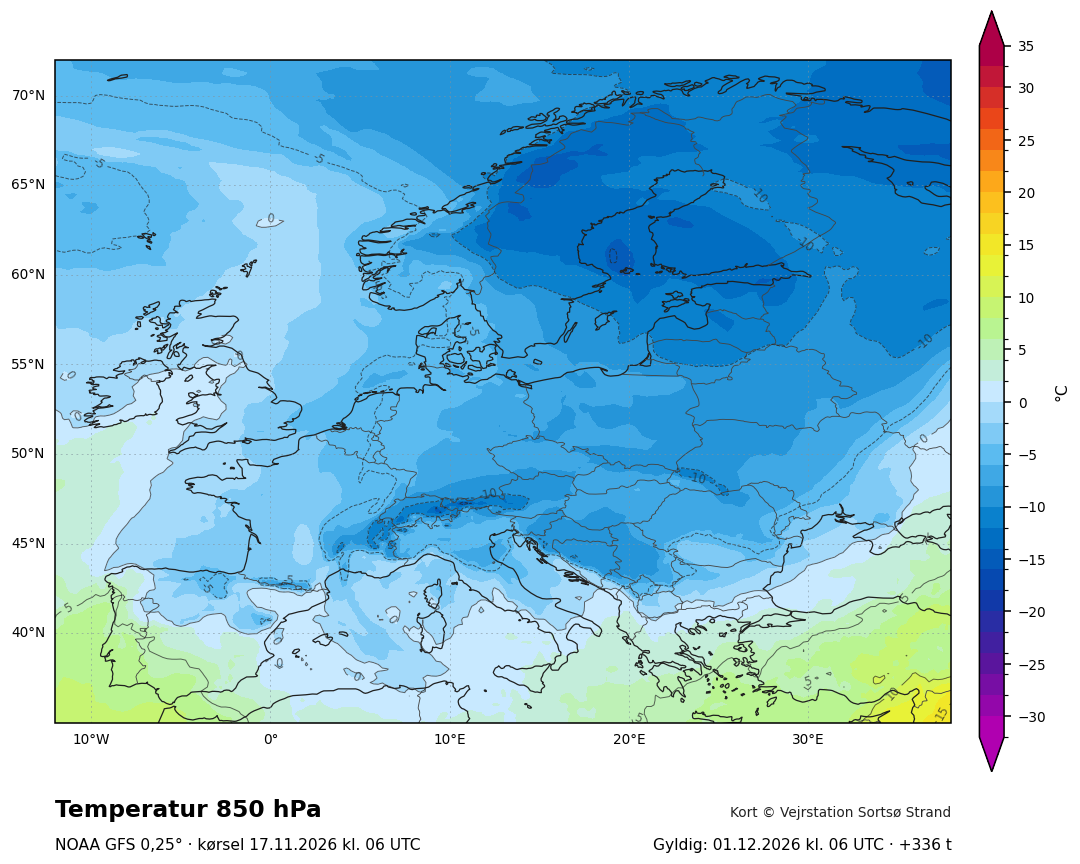 35
30
25
20
15
10
5
0
−5
−10
−15
−20
−25
−30
°C
70°N
65°N
60°N
55°N
50°N
45°N
40°N
10°W
0°
10°E
20°E
30°E
Temperatur 850 hPa
Kort © Vejrstation Sortsø Strand
NOAA GFS 0,25° · kørsel 17.11.2026 kl. 06 UTC
Gyldig: 01.12.2026 kl. 06 UTC · +336 t